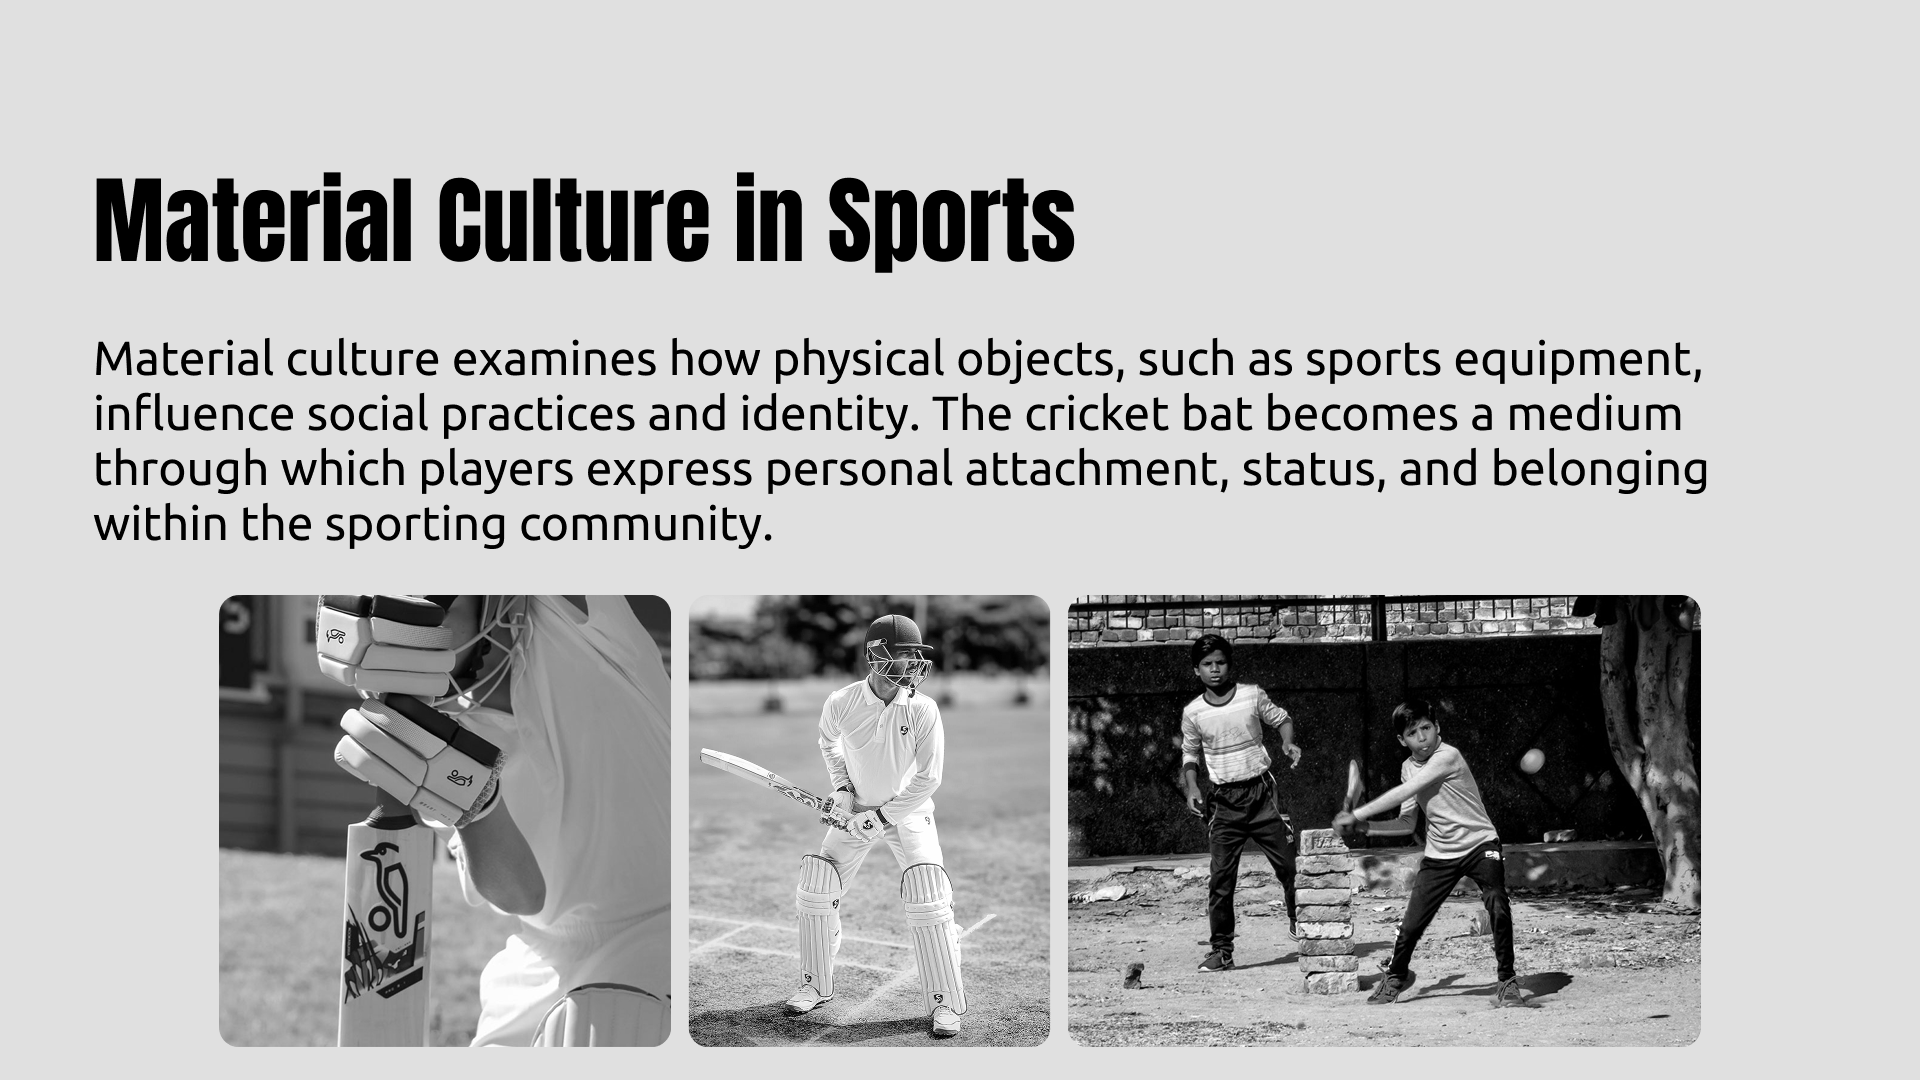 Material Culture in Sports
Material culture examines how physical objects, such as sports equipment,
influence social practices and identity. The cricket bat becomes a medium
through which players express personal attachment, status, and belonging
within the sporting community.